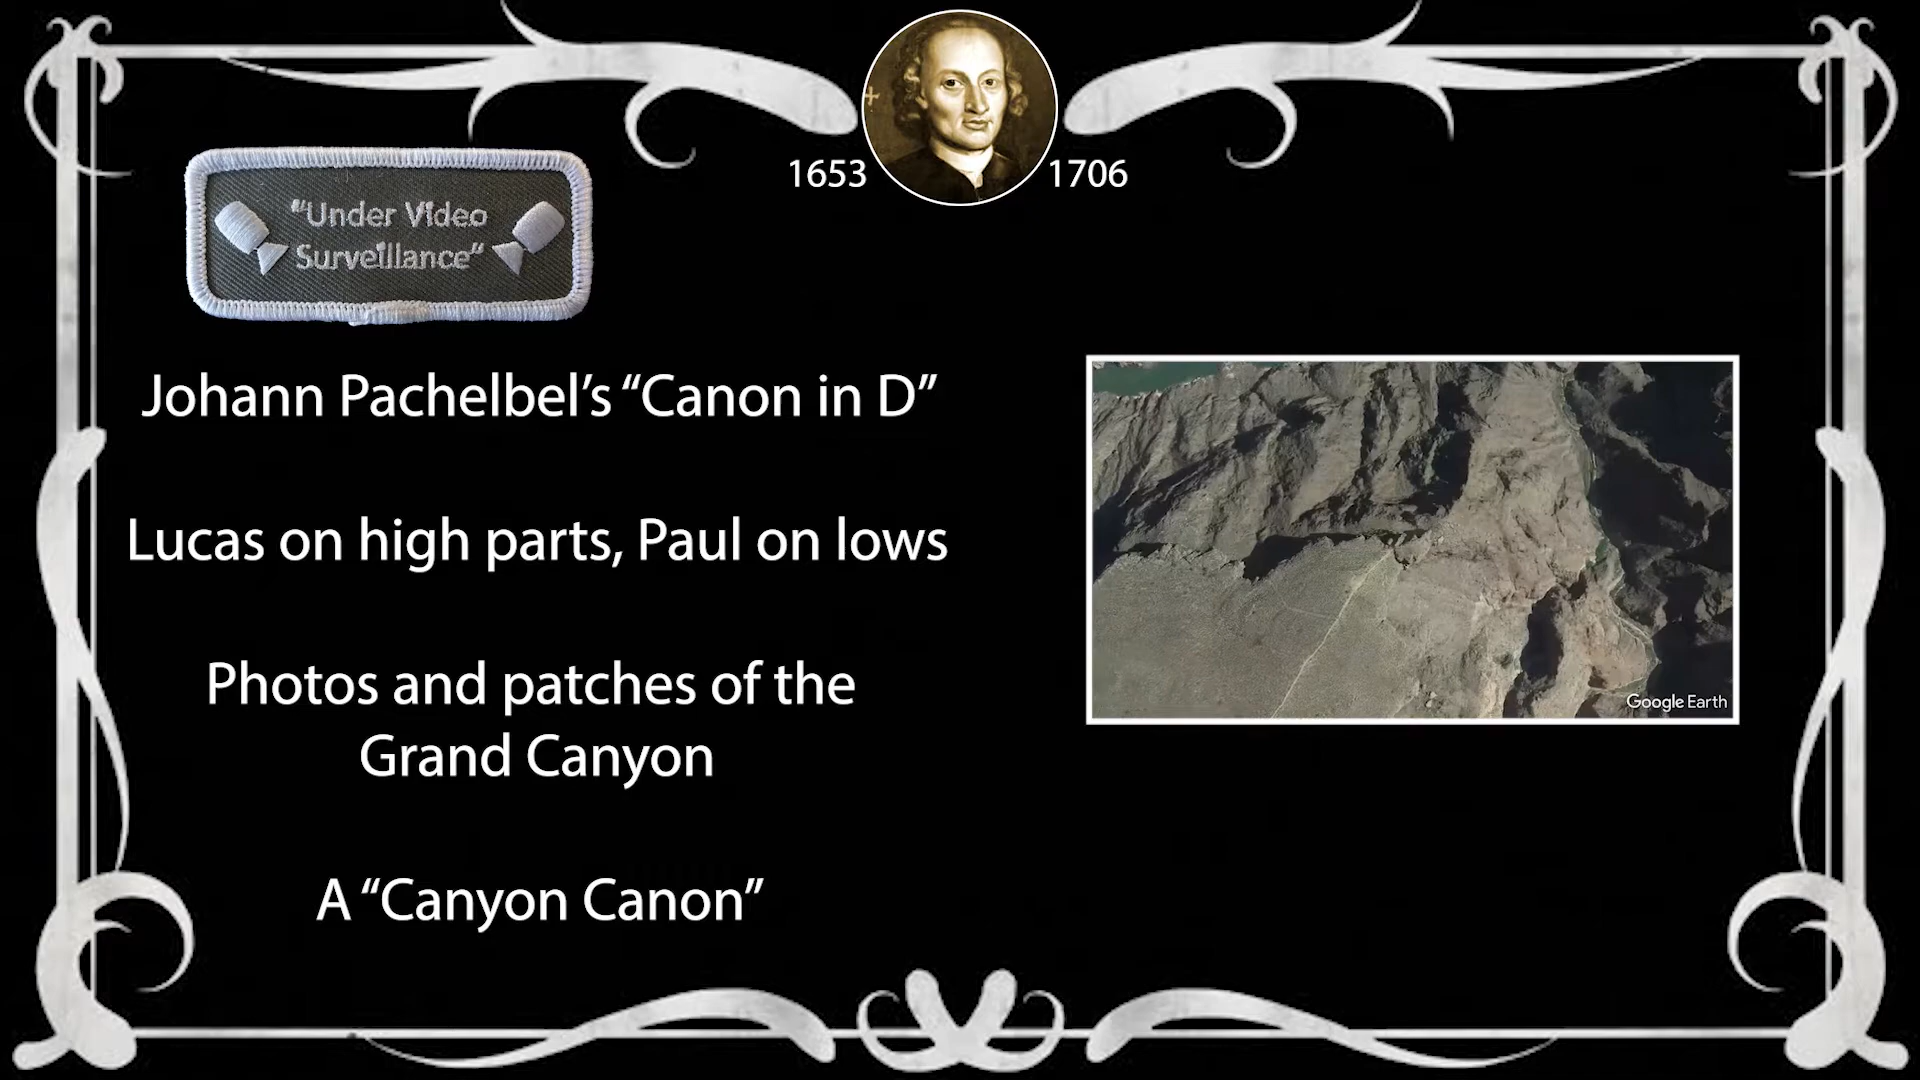 1653
1706
"Under Video
Surveillance"
Johann Pachelbel’s “Canon in D”
Lucas on high parts, Paul on lows
Photos and patches of the
Grand Canyon
A “Canyon Canon”
Google Earth